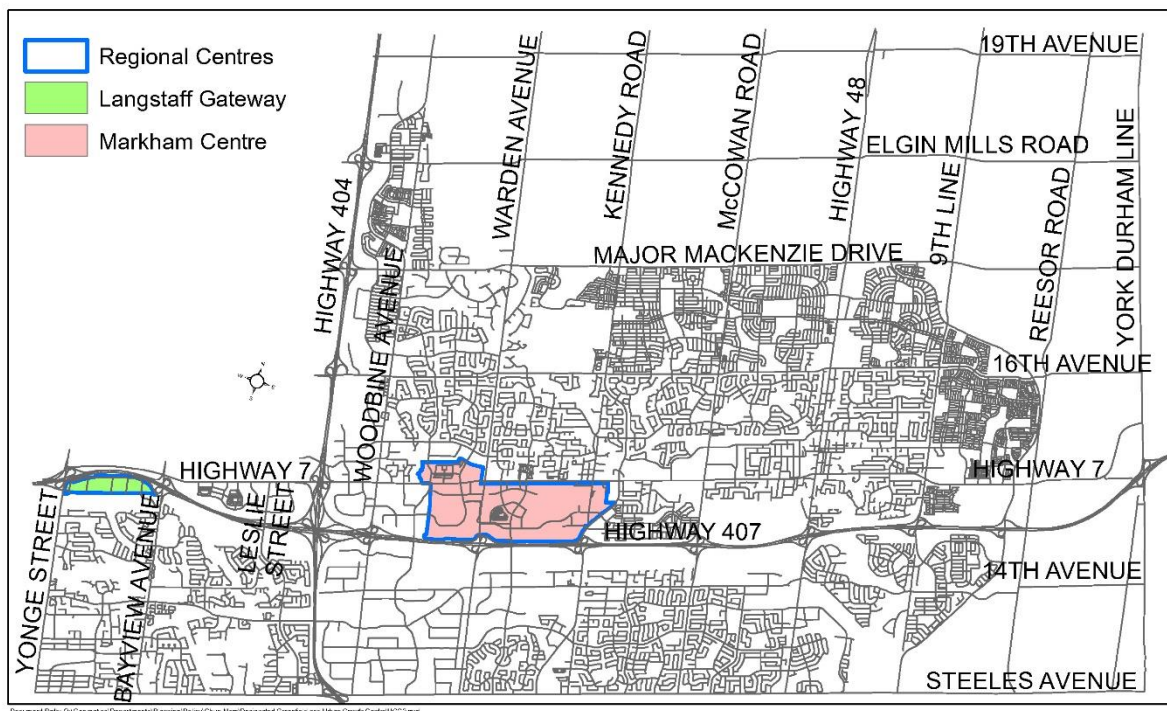 Regional Centres
Langstaff Gateway
Markham Centre
19TH AVENUE
ELGIN MILLS ROAD
MAJOR MACKENZIE DRIVE
16TH AVENUE
HIGHWAY 7
HIGHWAY 7
HIGHWAY 407
14TH AVENUE
STEELES AVENUE
YONGE STREET
BAYVIEW AVENUE
LESLIE
STREET
HIGHWAY 404
WOODBINE AVENUE
WARDEN AVENUE
KENNEDY ROAD
McCOWAN ROAD
HIGHWAY 48
9TH LINE
REESOR ROAD
YORK DURHAM LINE